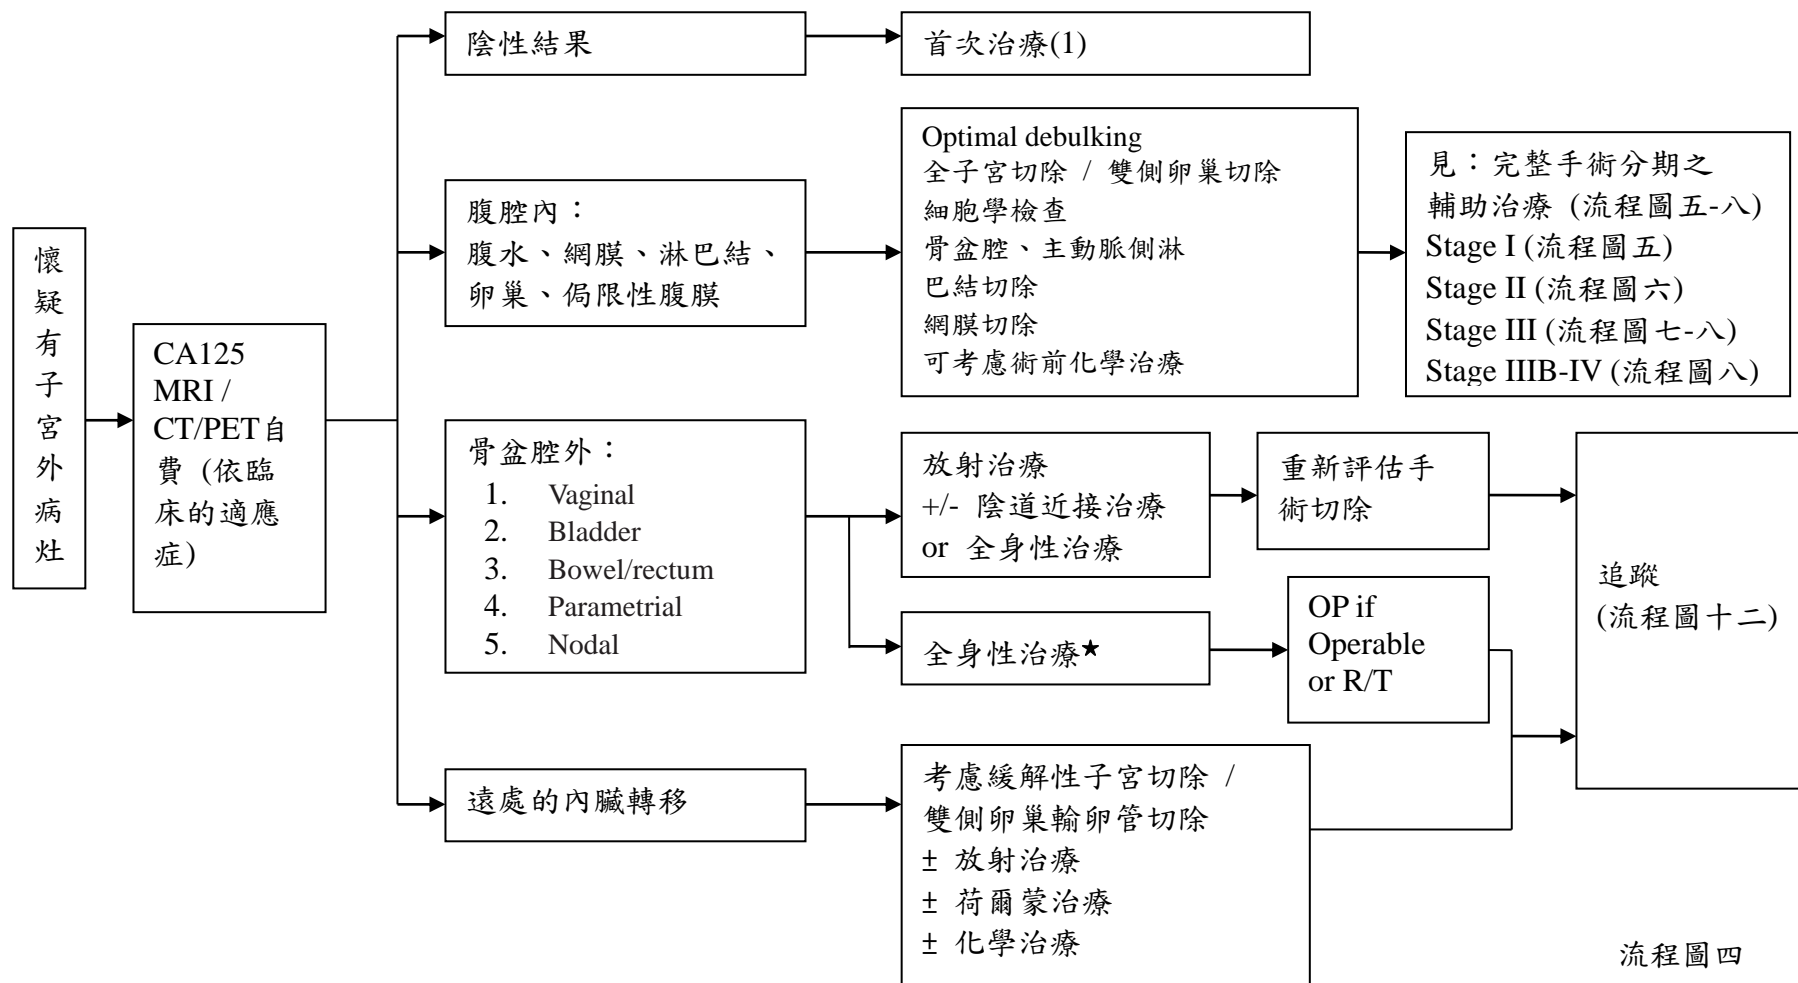 懷
疑
有
子
宮
外
病
灶
CA125
MRI /
CT/PET自
費 (依臨
床的適應
症)
陰性結果
首次治療(1)
腹腔內：
腹水、網膜、淋巴結、
卵巢、侷限性腹膜
Optimal debulking
全子宮切除 / 雙側卵巢切除
細胞學檢查
骨盆腔、主動脈側淋
巴結切除
網膜切除
可考慮術前化學治療
見：完整手術分期之
輔助治療 (流程圖五-八)
Stage I (流程圖五)
Stage II (流程圖六)
Stage III (流程圖七-八)
Stage IIIB-IV (流程圖八)
骨盆腔外：
1. Vaginal
2. Bladder
3. Bowel/rectum
4. Parametrial
5. Nodal
放射治療
+/- 陰道近接治療
or 全身性治療
重新評估手
術切除
全身性治療★
OP if
Operable
or R/T
追蹤
(流程圖十二)
遠處的內臟轉移
考慮緩解性子宮切除 /
雙側卵巢輸卵管切除
± 放射治療
± 荷爾蒙治療
± 化學治療
流程圖四